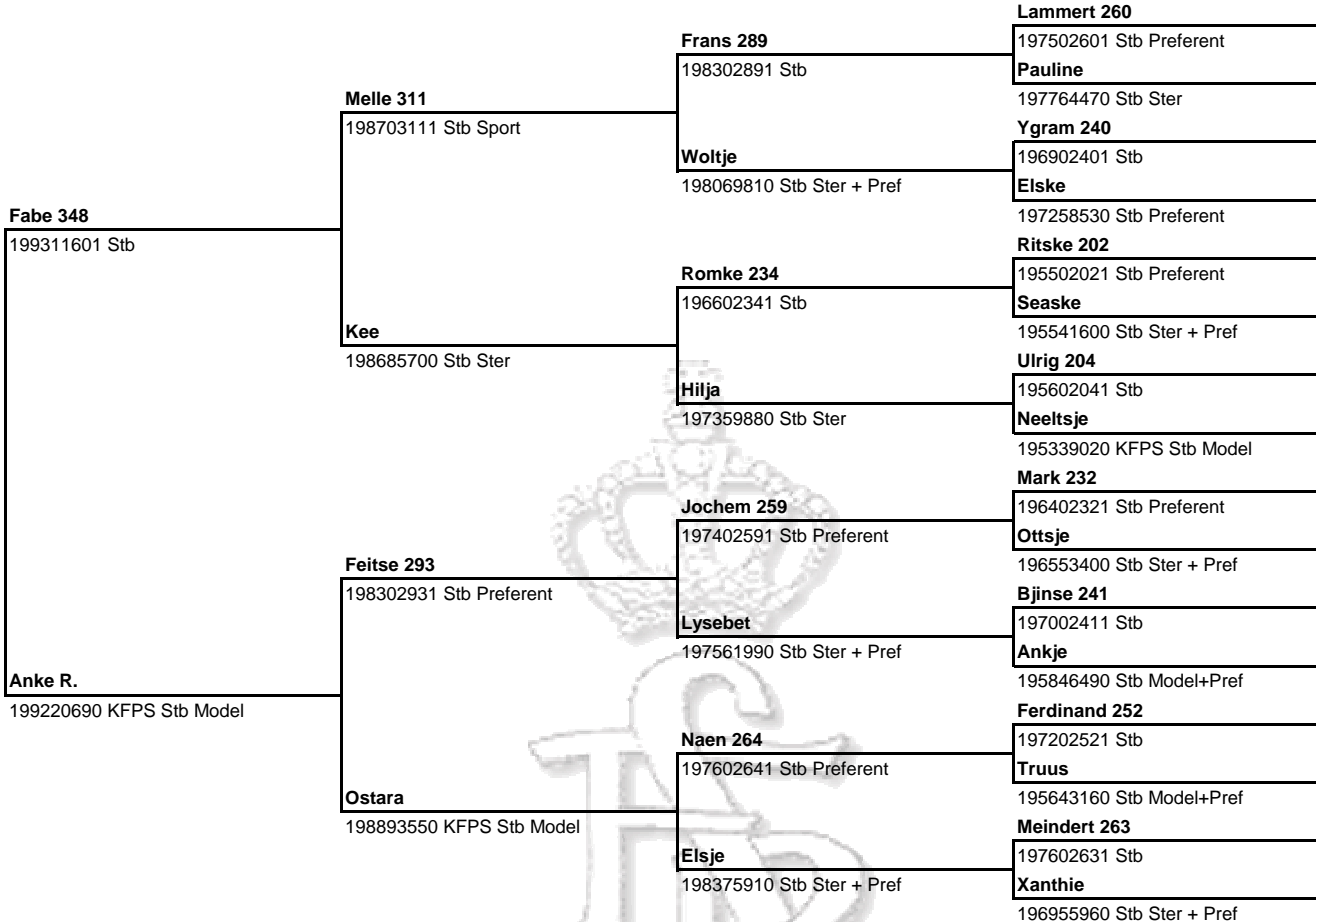 Lammert 260
Frans 289
197502601 Stb Preferent
198302891 Stb
Pauline
Melle 311
197764470 Stb Ster
198703111 Stb Sport
Ygram 240
Woltje
196902401 Stb
198069810 Stb Ster + Pref
Elske
Fabe 348
197258530 Stb Preferent
199311601 Stb
Ritske 202
Romke 234
195502021 Stb Preferent
196602341 Stb
Seaske
Kee
195541600 Stb Ster + Pref
198685700 Stb Ster
Ulrig 204
Hilja
195602041 Stb
197359880 Stb Ster
Neeltsje
195339020 KFPS Stb Model
Mark 232
Jochem 259
196402321 Stb Preferent
197402591 Stb Preferent
Ottsje
Feitse 293
196553400 Stb Ster + Pref
198302931 Stb Preferent
Bjinse 241
Lysebet
197002411 Stb
197561990 Stb Ster + Pref
Ankje
Anke R.
195846490 Stb Model+Pref
199220690 KFPS Stb Model
Ferdinand 252
Naen 264
197202521 Stb
197602641 Stb Preferent
Truus
Ostara
195643160 Stb Model+Pref
198893550 KFPS Stb Model
Meindert 263
Elsje
197602631 Stb
198375910 Stb Ster + Pref
Xanthie
196955960 Stb Ster + Pref